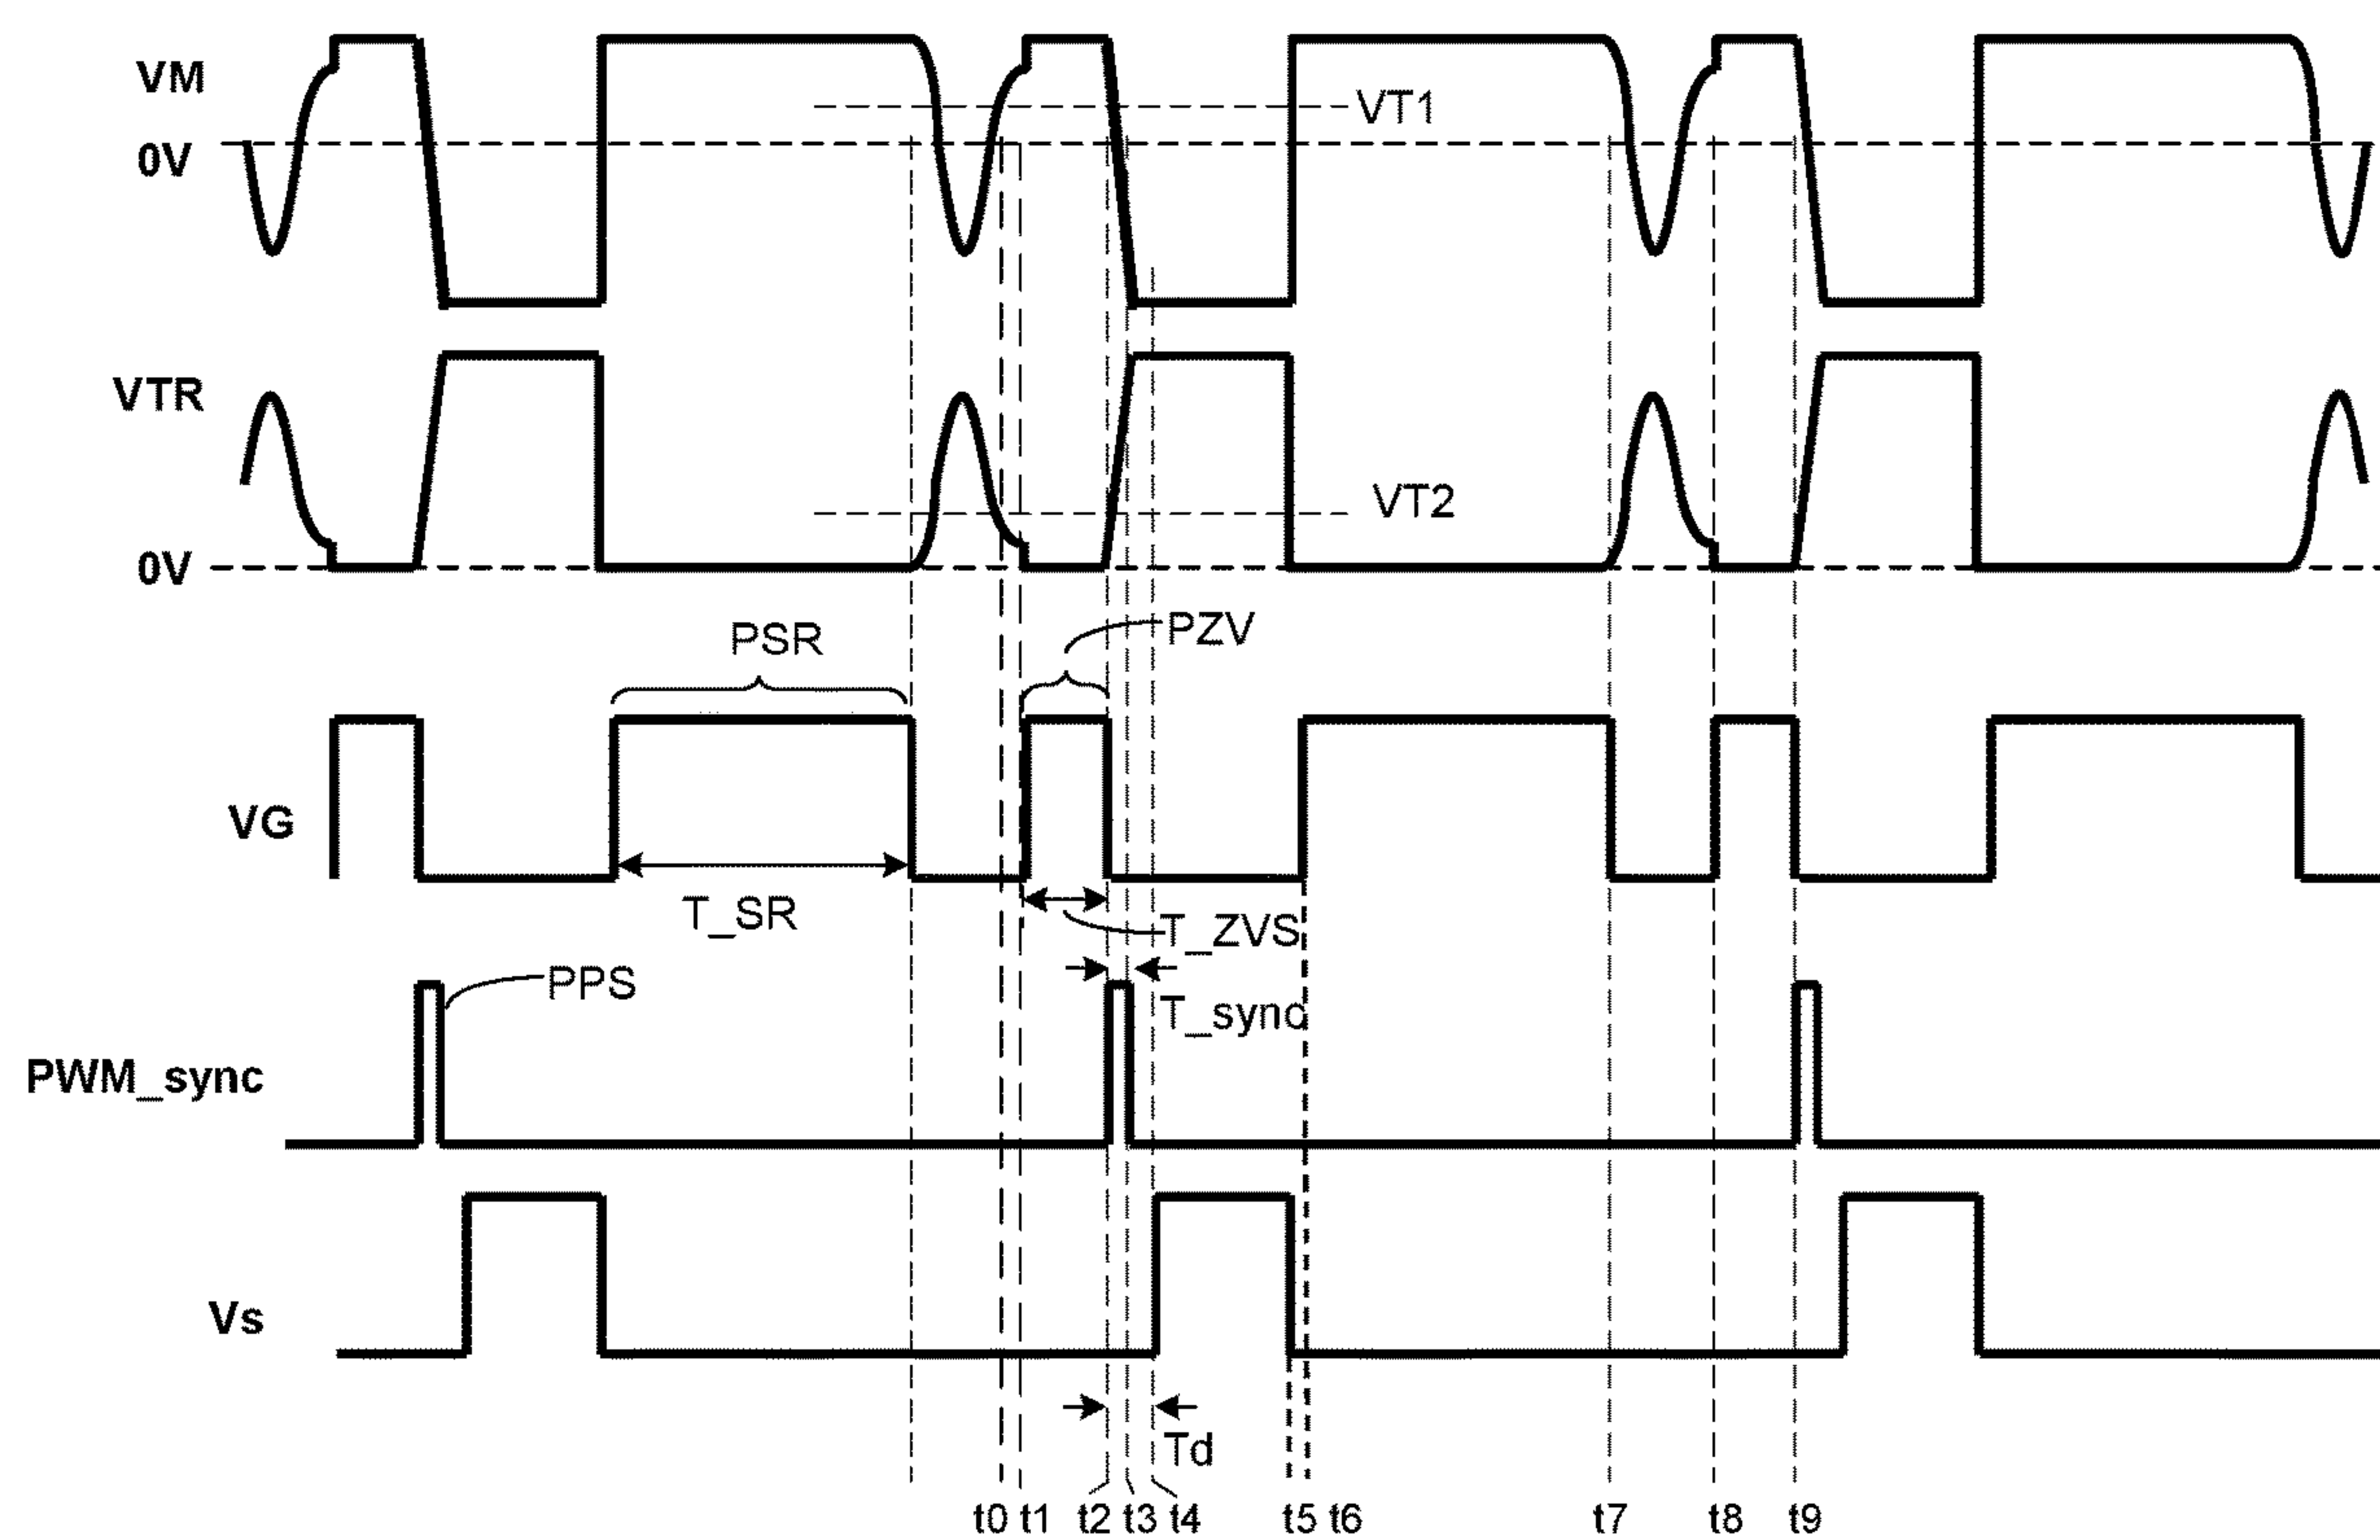 VM
VT1
0V
VTR
VT2
0V
PSR
PZV
VG
T_SR
T_ZVS
PPS
T_sync
PWM_sync
Vs
Td
t0 t1 t2 t3 t4 t5 t6 t7 t8 t9